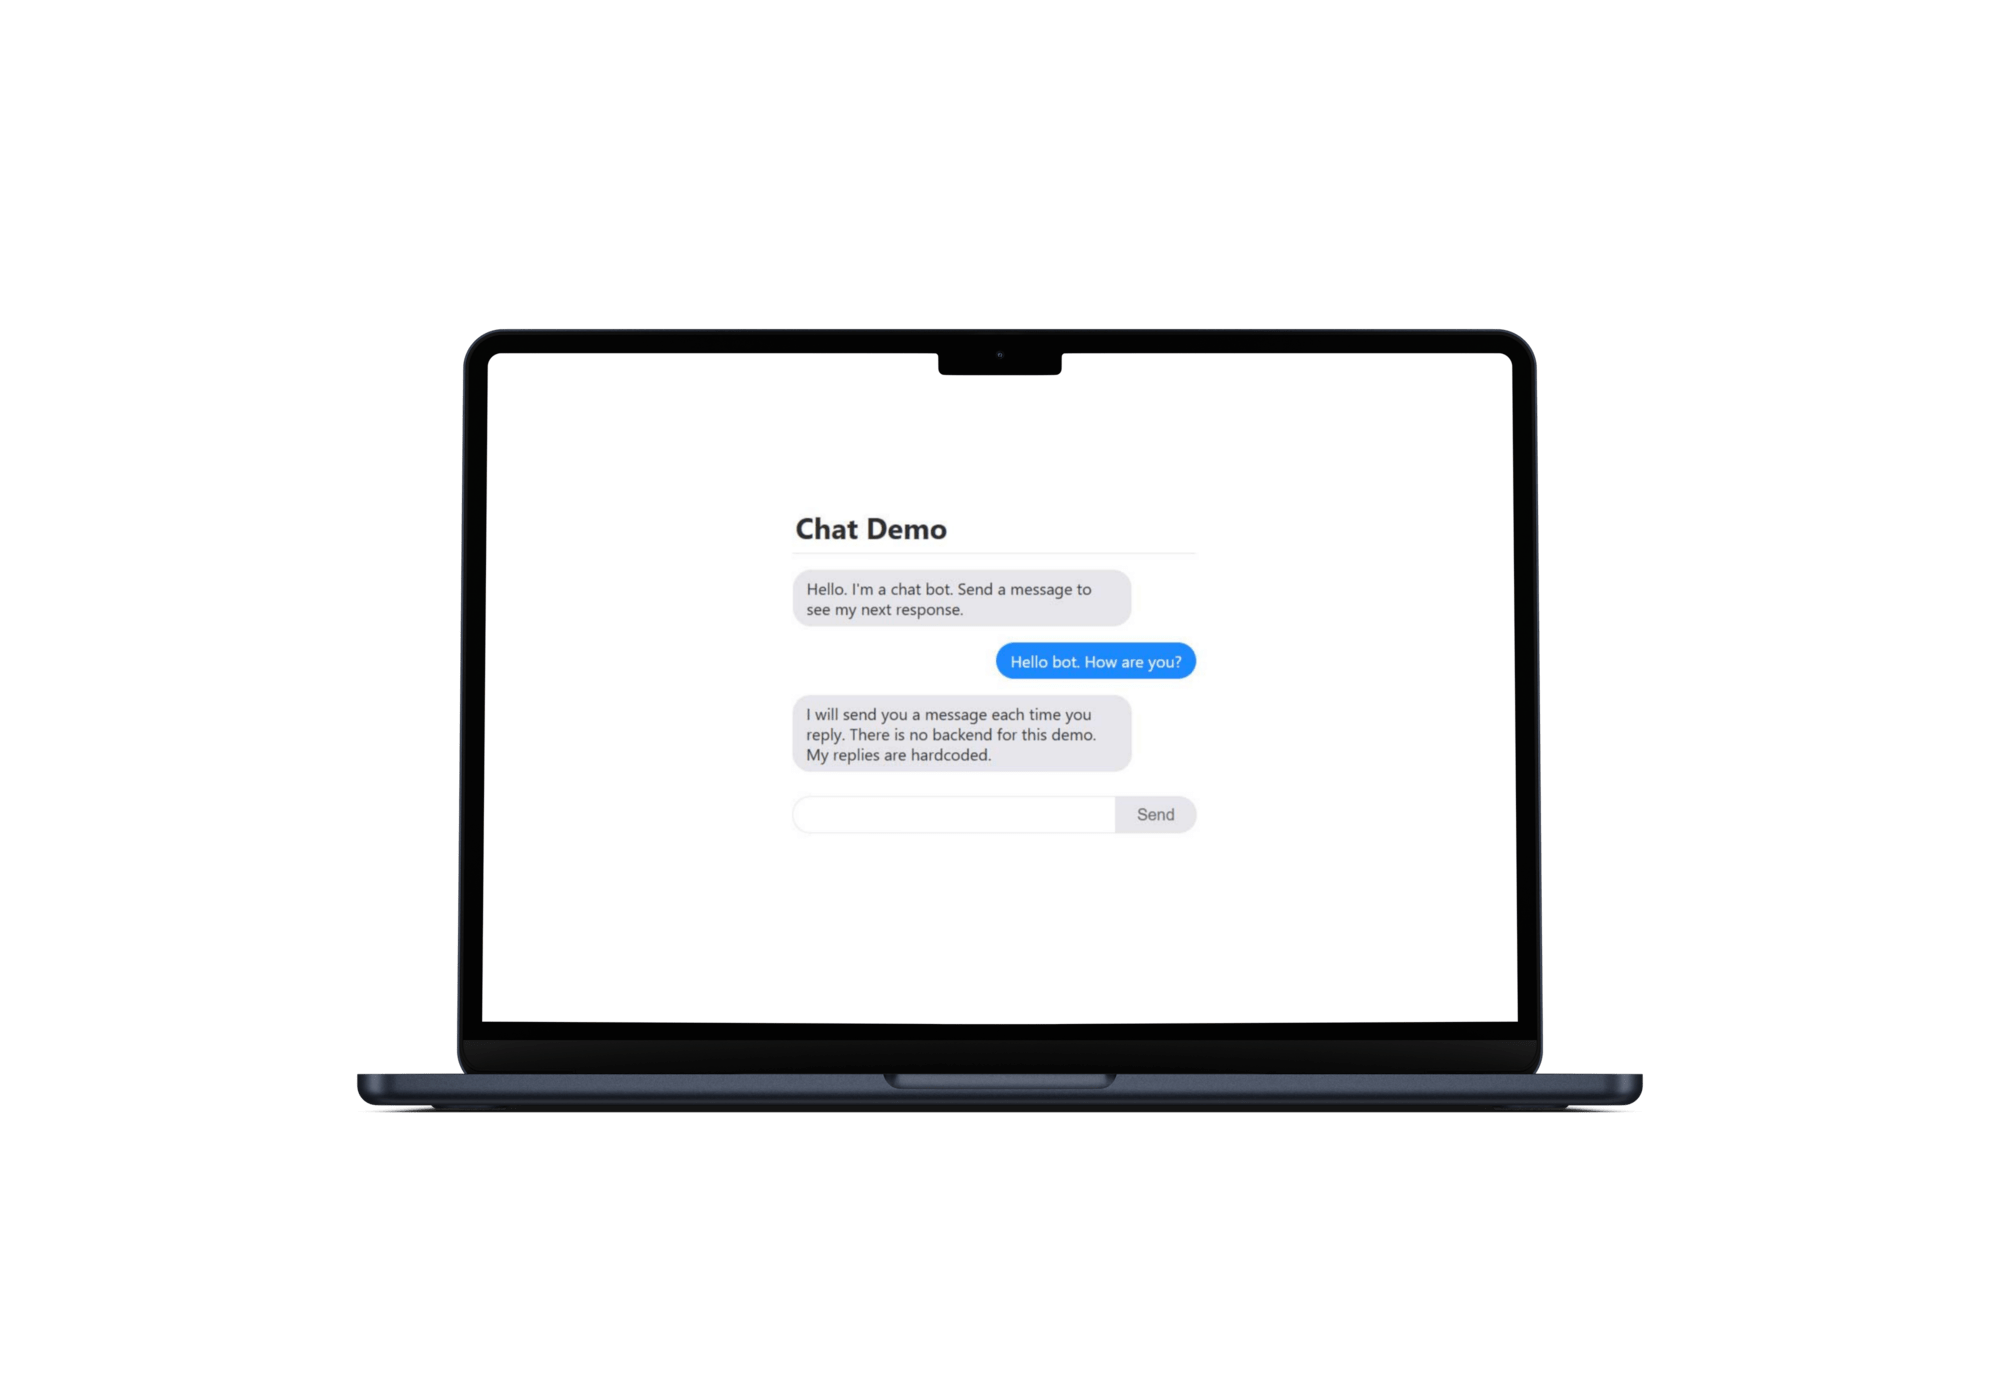 Chat Demo
Hello. I'm a chat bot. Send a message to
see my next response.
Hello bot. How are you?
I will send you a message each time you
reply. There is no backend for this demo.
My replies are hardcoded.
Send